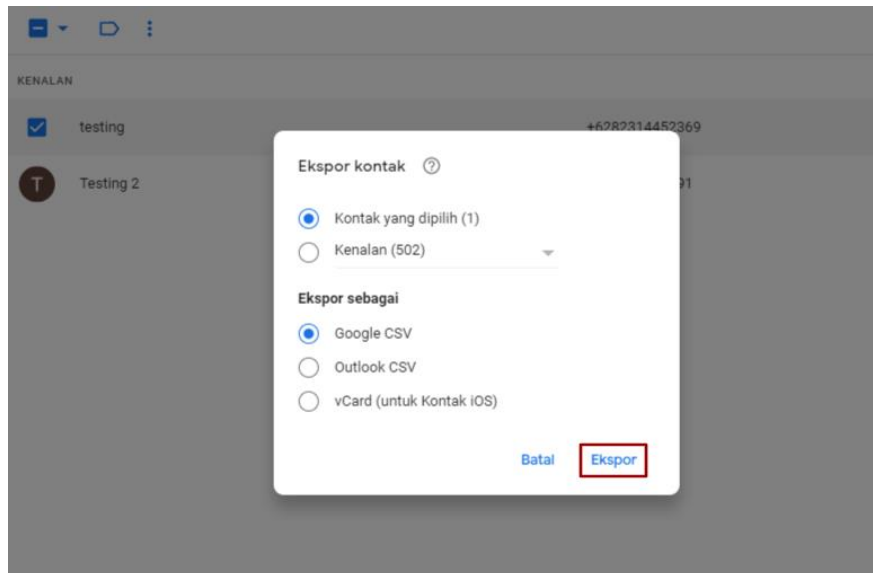 KENALAN
testing +6282314452369
T Testing 2 91
Ekspor kontak ?
Kontak yang dipilih (1)
Kenalan (502)
Ekspor sebagai
Google CSV
Outlook CSV
vCard (untuk Kontak iOS)
Batal Ekspor